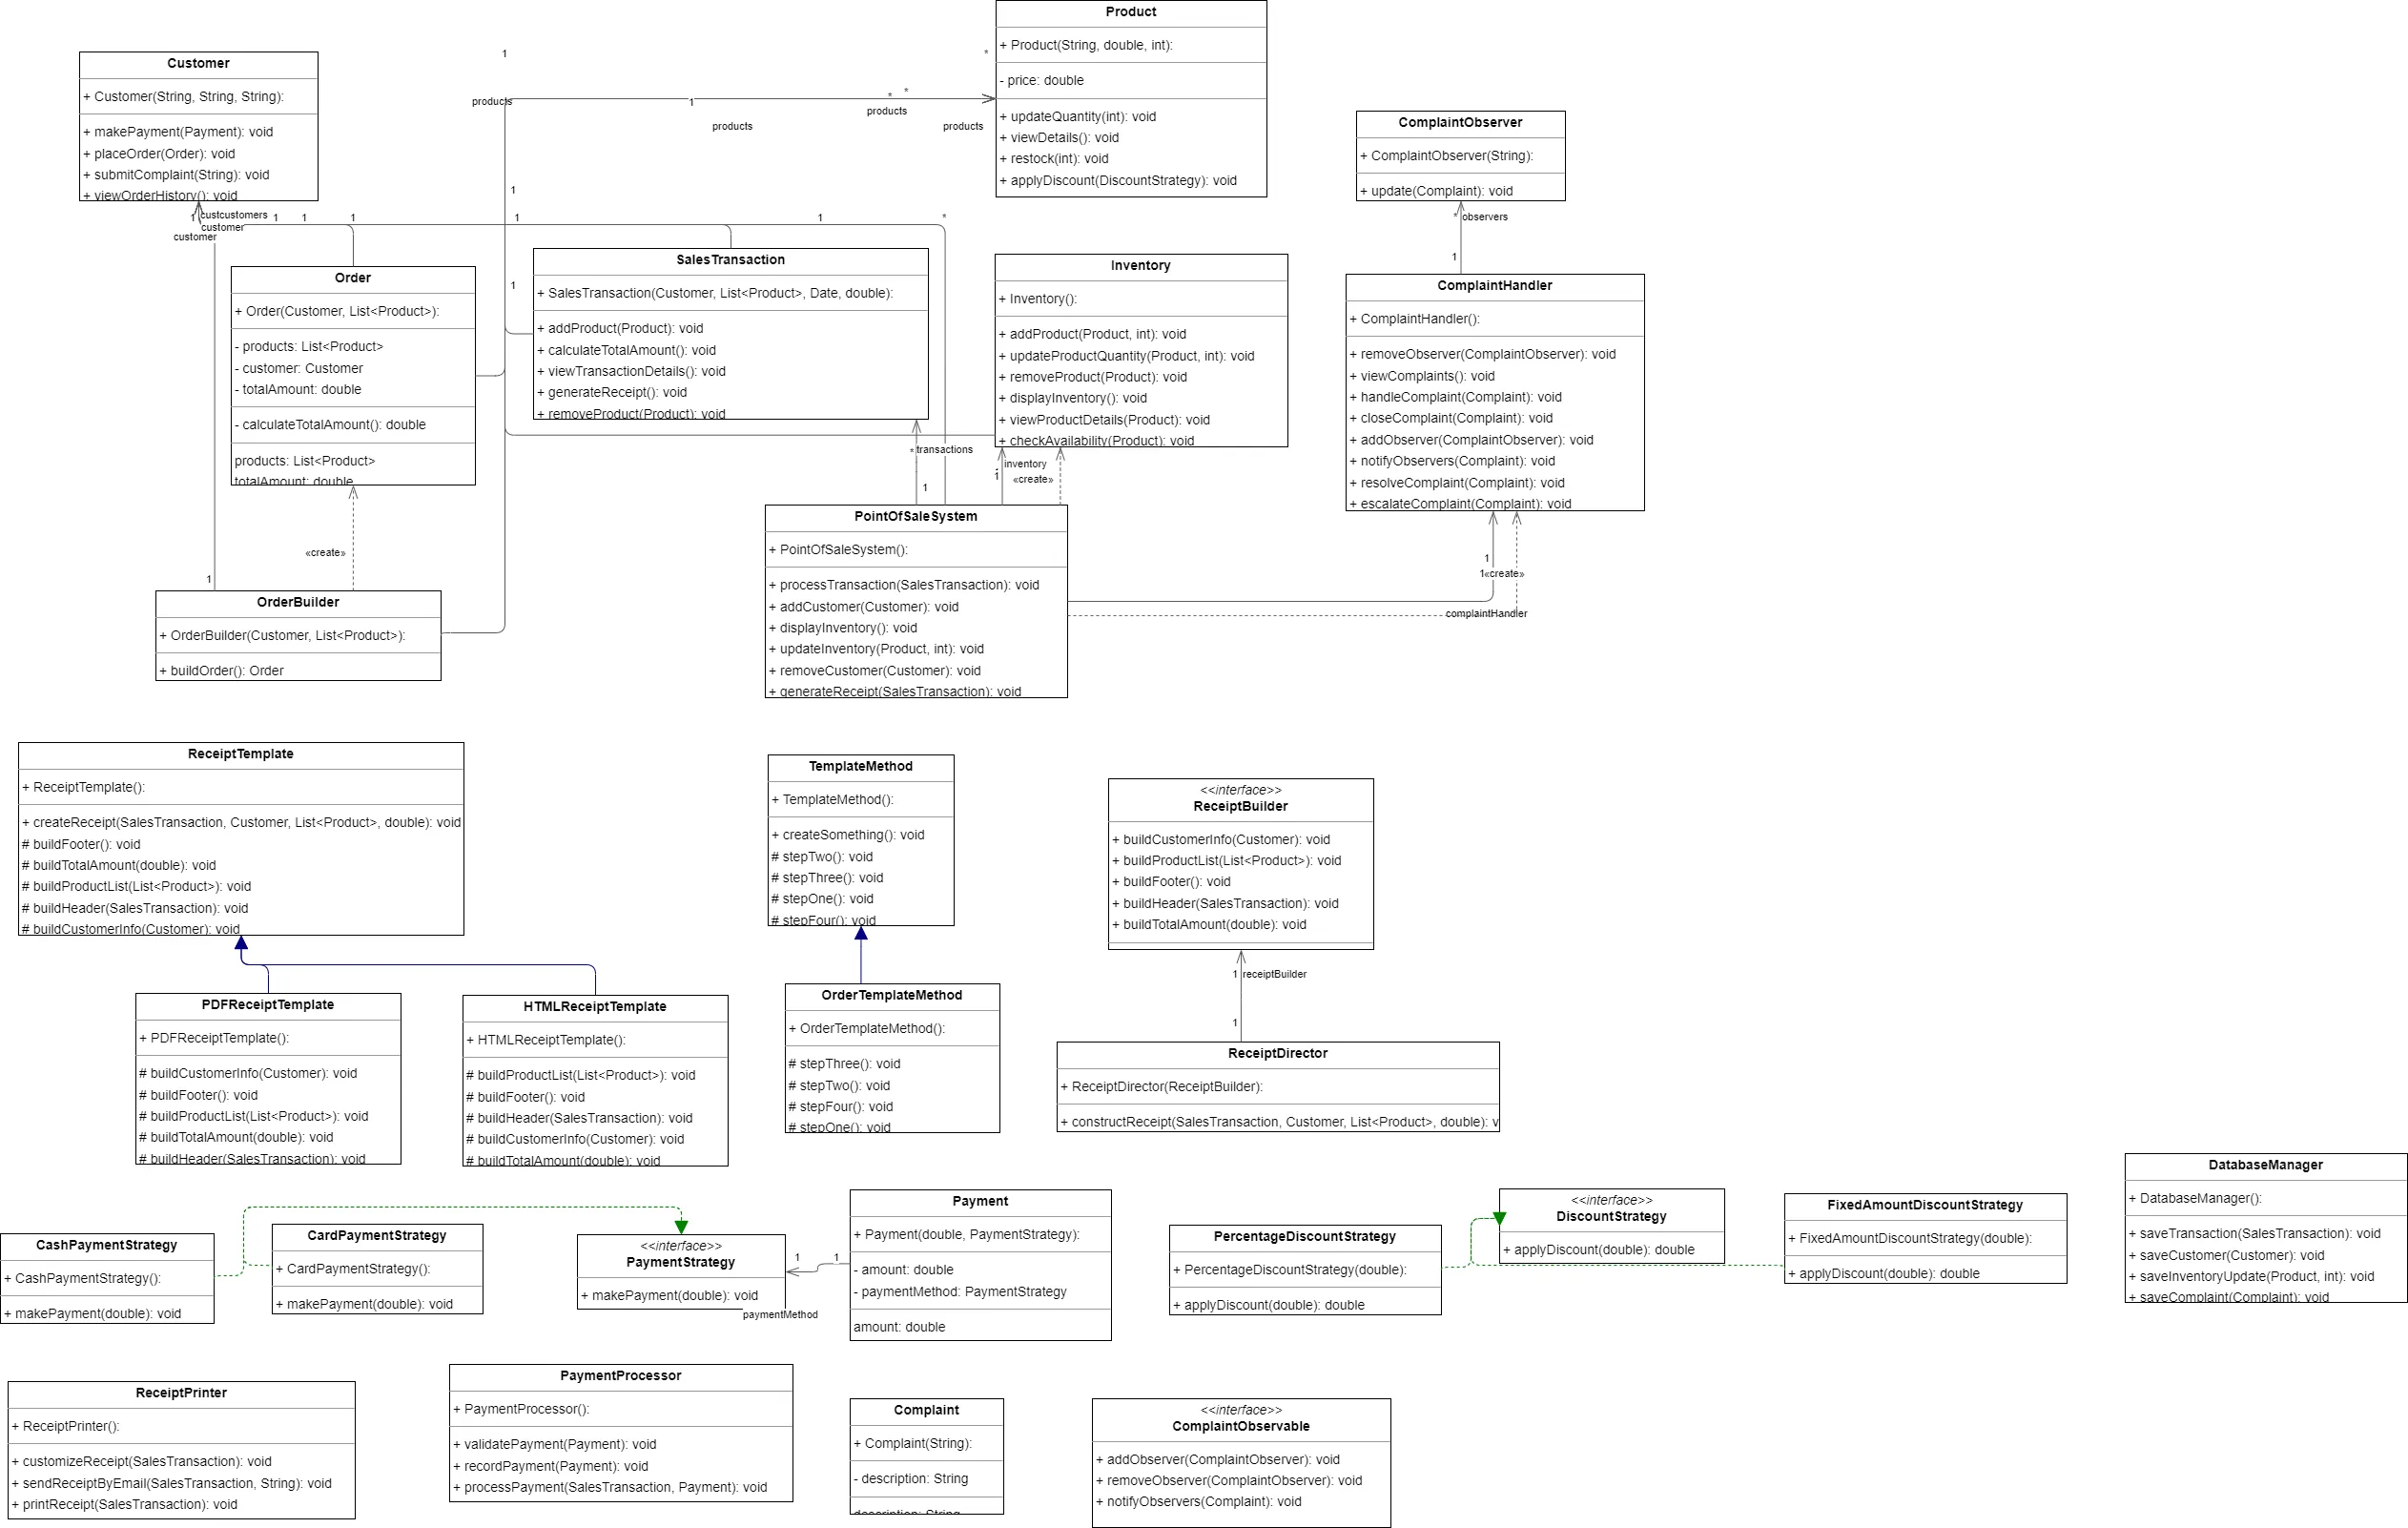 Product
+ Product(String, double, int):
- price: double
+ updateQuantity(int): void
+ viewDetails(): void
+ restock(int): void
+ applyDiscount(DiscountStrategy): void
Customer
+ Customer(String, String, String):
+ makePayment(Payment): void
+ placeOrder(Order): void
+ submitComplaint(String): void
+ viewOrderHistory(): void
1
*
products
1
* *
products
products
products
ComplaintObserver
+ ComplaintObserver(String):
+ update(Complaint): void
1
1
custcustomers
customer
customer
1
1
1
1
1
*
* observers
1
Order
+ Order(Customer, List<Product>):
- products: List<Product>
- customer: Customer
- totalAmount: double
- calculateTotalAmount(): double
products: List<Product>
totalAmount: double
SalesTransaction
+ SalesTransaction(Customer, List<Product>, Date, double):
+ addProduct(Product): void
+ calculateTotalAmount(): void
+ viewTransactionDetails(): void
+ generateReceipt(): void
+ removeProduct(Product): void
1
Inventory
+ Inventory():
+ addProduct(Product, int): void
+ updateProductQuantity(Product, int): void
+ removeProduct(Product): void
+ displayInventory(): void
+ viewProductDetails(Product): void
+ checkAvailability(Product): void
ComplaintHandler
+ ComplaintHandler():
+ removeObserver(ComplaintObserver): void
+ viewComplaints(): void
+ handleComplaint(Complaint): void
+ closeComplaint(Complaint): void
+ addObserver(ComplaintObserver): void
+ notifyObservers(Complaint): void
+ resolveComplaint(Complaint): void
+ escalateComplaint(Complaint): void
* transactions
1
inventory
1
«create»
«create»
1
1
1«create»
complaintHandler
OrderBuilder
+ OrderBuilder(Customer, List<Product>):
+ buildOrder(): Order
PointOfSaleSystem
+ PointOfSaleSystem():
+ processTransaction(SalesTransaction): void
+ addCustomer(Customer): void
+ displayInventory(): void
+ updateInventory(Product, int): void
+ removeCustomer(Customer): void
+ generateReceipt(SalesTransaction): void
ReceiptTemplate
+ ReceiptTemplate():
+ createReceipt(SalesTransaction, Customer, List<Product>, double): void
# buildFooter(): void
# buildTotalAmount(double): void
# buildProductList(List<Product>): void
# buildHeader(SalesTransaction): void
# buildCustomerInfo(Customer): void
TemplateMethod
+ TemplateMethod():
+ createSomething(): void
# stepTwo(): void
# stepThree(): void
# stepOne(): void
# stepFour(): void
<<interface>>
ReceiptBuilder
+ buildCustomerInfo(Customer): void
+ buildProductList(List<Product>): void
+ buildFooter(): void
+ buildHeader(SalesTransaction): void
+ buildTotalAmount(double): void
1 receiptBuilder
1
PDFReceiptTemplate
+ PDFReceiptTemplate():
# buildCustomerInfo(Customer): void
# buildFooter(): void
# buildProductList(List<Product>): void
# buildTotalAmount(double): void
# buildHeader(SalesTransaction): void
HTMLReceiptTemplate
+ HTMLReceiptTemplate():
# buildProductList(List<Product>): void
# buildFooter(): void
# buildHeader(SalesTransaction): void
# buildCustomerInfo(Customer): void
# buildTotalAmount(double): void
OrderTemplateMethod
+ OrderTemplateMethod():
# stepThree(): void
# stepTwo(): void
# stepFour(): void
# stepOne(): void
ReceiptDirector
+ ReceiptDirector(ReceiptBuilder):
+ constructReceipt(SalesTransaction, Customer, List<Product>, double): v
CashPaymentStrategy
+ CashPaymentStrategy():
+ makePayment(double): void
CardPaymentStrategy
+ CardPaymentStrategy():
+ makePayment(double): void
<<interface>>
PaymentStrategy
+ makePayment(double): void
1
1
paymentMethod
Payment
+ Payment(double, PaymentStrategy):
- amount: double
- paymentMethod: PaymentStrategy
amount: double
PercentageDiscountStrategy
+ PercentageDiscountStrategy(double):
+ applyDiscount(double): double
<<interface>>
DiscountStrategy
+ applyDiscount(double): double
FixedAmountDiscountStrategy
+ FixedAmountDiscountStrategy(double):
+ applyDiscount(double): double
DatabaseManager
+ DatabaseManager():
+ saveTransaction(SalesTransaction): void
+ saveCustomer(Customer): void
+ saveInventoryUpdate(Product, int): void
+ saveComplaint(Complaint): void
ReceiptPrinter
+ ReceiptPrinter():
+ customizeReceipt(SalesTransaction): void
+ sendReceiptByEmail(SalesTransaction, String): void
+ printReceipt(SalesTransaction): void
PaymentProcessor
+ PaymentProcessor():
+ validatePayment(Payment): void
+ recordPayment(Payment): void
+ processPayment(SalesTransaction, Payment): void
Complaint
+ Complaint(String):
- description: String
description: String
<<interface>>
ComplaintObservable
+ addObserver(ComplaintObserver): void
+ removeObserver(ComplaintObserver): void
+ notifyObservers(Complaint): void